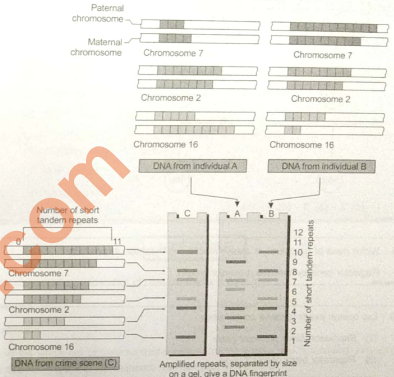 Paternal
chromosome
Maternal
chromosome
Chromosome 7
Chromosome 7
Chromosome 2
Chromosome 2
Chromosome 16
Chromosome 16
DNA from individual A
DNA from individual B
Number of short
tandem repeats
0
11
Chromosome 7
Chromosome 2
Chromosome 16
DNA from crime scene (C)
C
A
B
12
11
10
9
8
7
6
5
4
3
2
1
Number of short tandem repeats
Amplified repeats, separated by size
on a gel, give a DNA fingerprint
.com